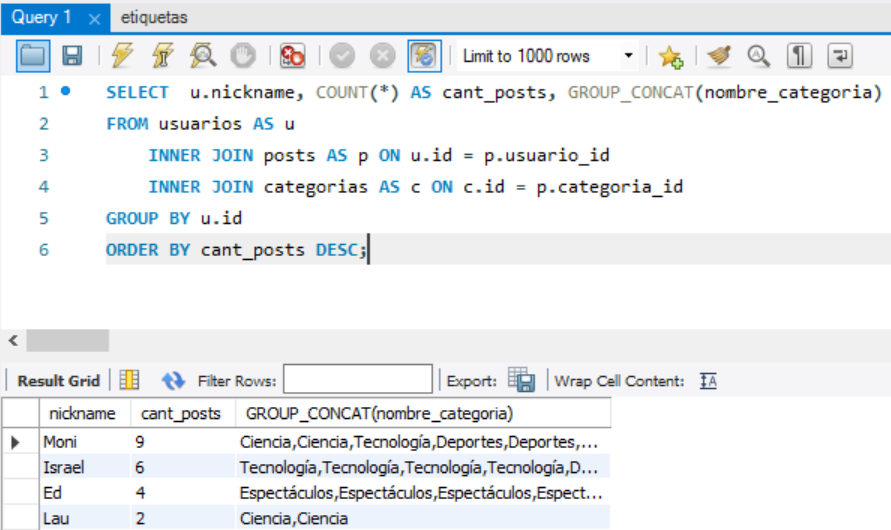 Query 1 × etiquetas
Limit to 1000 rows
1 SELECT u.nickname, COUNT(*) AS cant_posts, GROUP_CONCAT(nombre_categoria)
2 FROM usuarios AS u
3 INNER JOIN posts AS p ON u.id = p.usuario_id
4 INNER JOIN categorias AS c ON c.id = p.categoria_id
5 GROUP BY u.id
6 ORDER BY cant_posts DESC;
Result Grid Filter Rows: Export: Wrap Cell Content: IA
nickname cant_posts GROUP_CONCAT(nombre_categoria)
Moni 9 Ciencia,Ciencia,Tecnología,Deportes,Deportes,...
Israel 6 Tecnología,Tecnología,Tecnología,Tecnología,D...
Ed 4 Espectáculos,Espectáculos,Espectáculos,Espect...
Lau 2 Ciencia,Ciencia